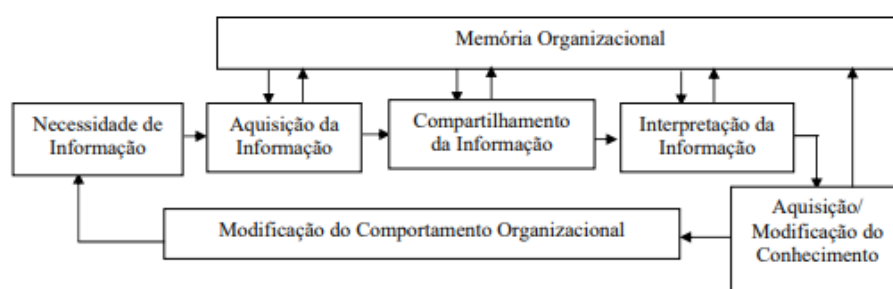 Memória Organizacional
Necessidade de
Informação
Aquisição da
Informação
Compartilhamento
da Informação
Interpretação da
Informação
Aquisição/
Modificação do
Conhecimento
Modificação do Comportamento Organizacional